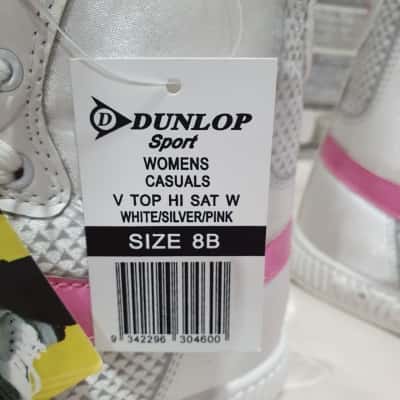 D DUNLOP
Sport
WOMENS
CASUALS
V TOP HI SAT W
WHITE/SILVER/PINK
SIZE 8B
9 342296 304600